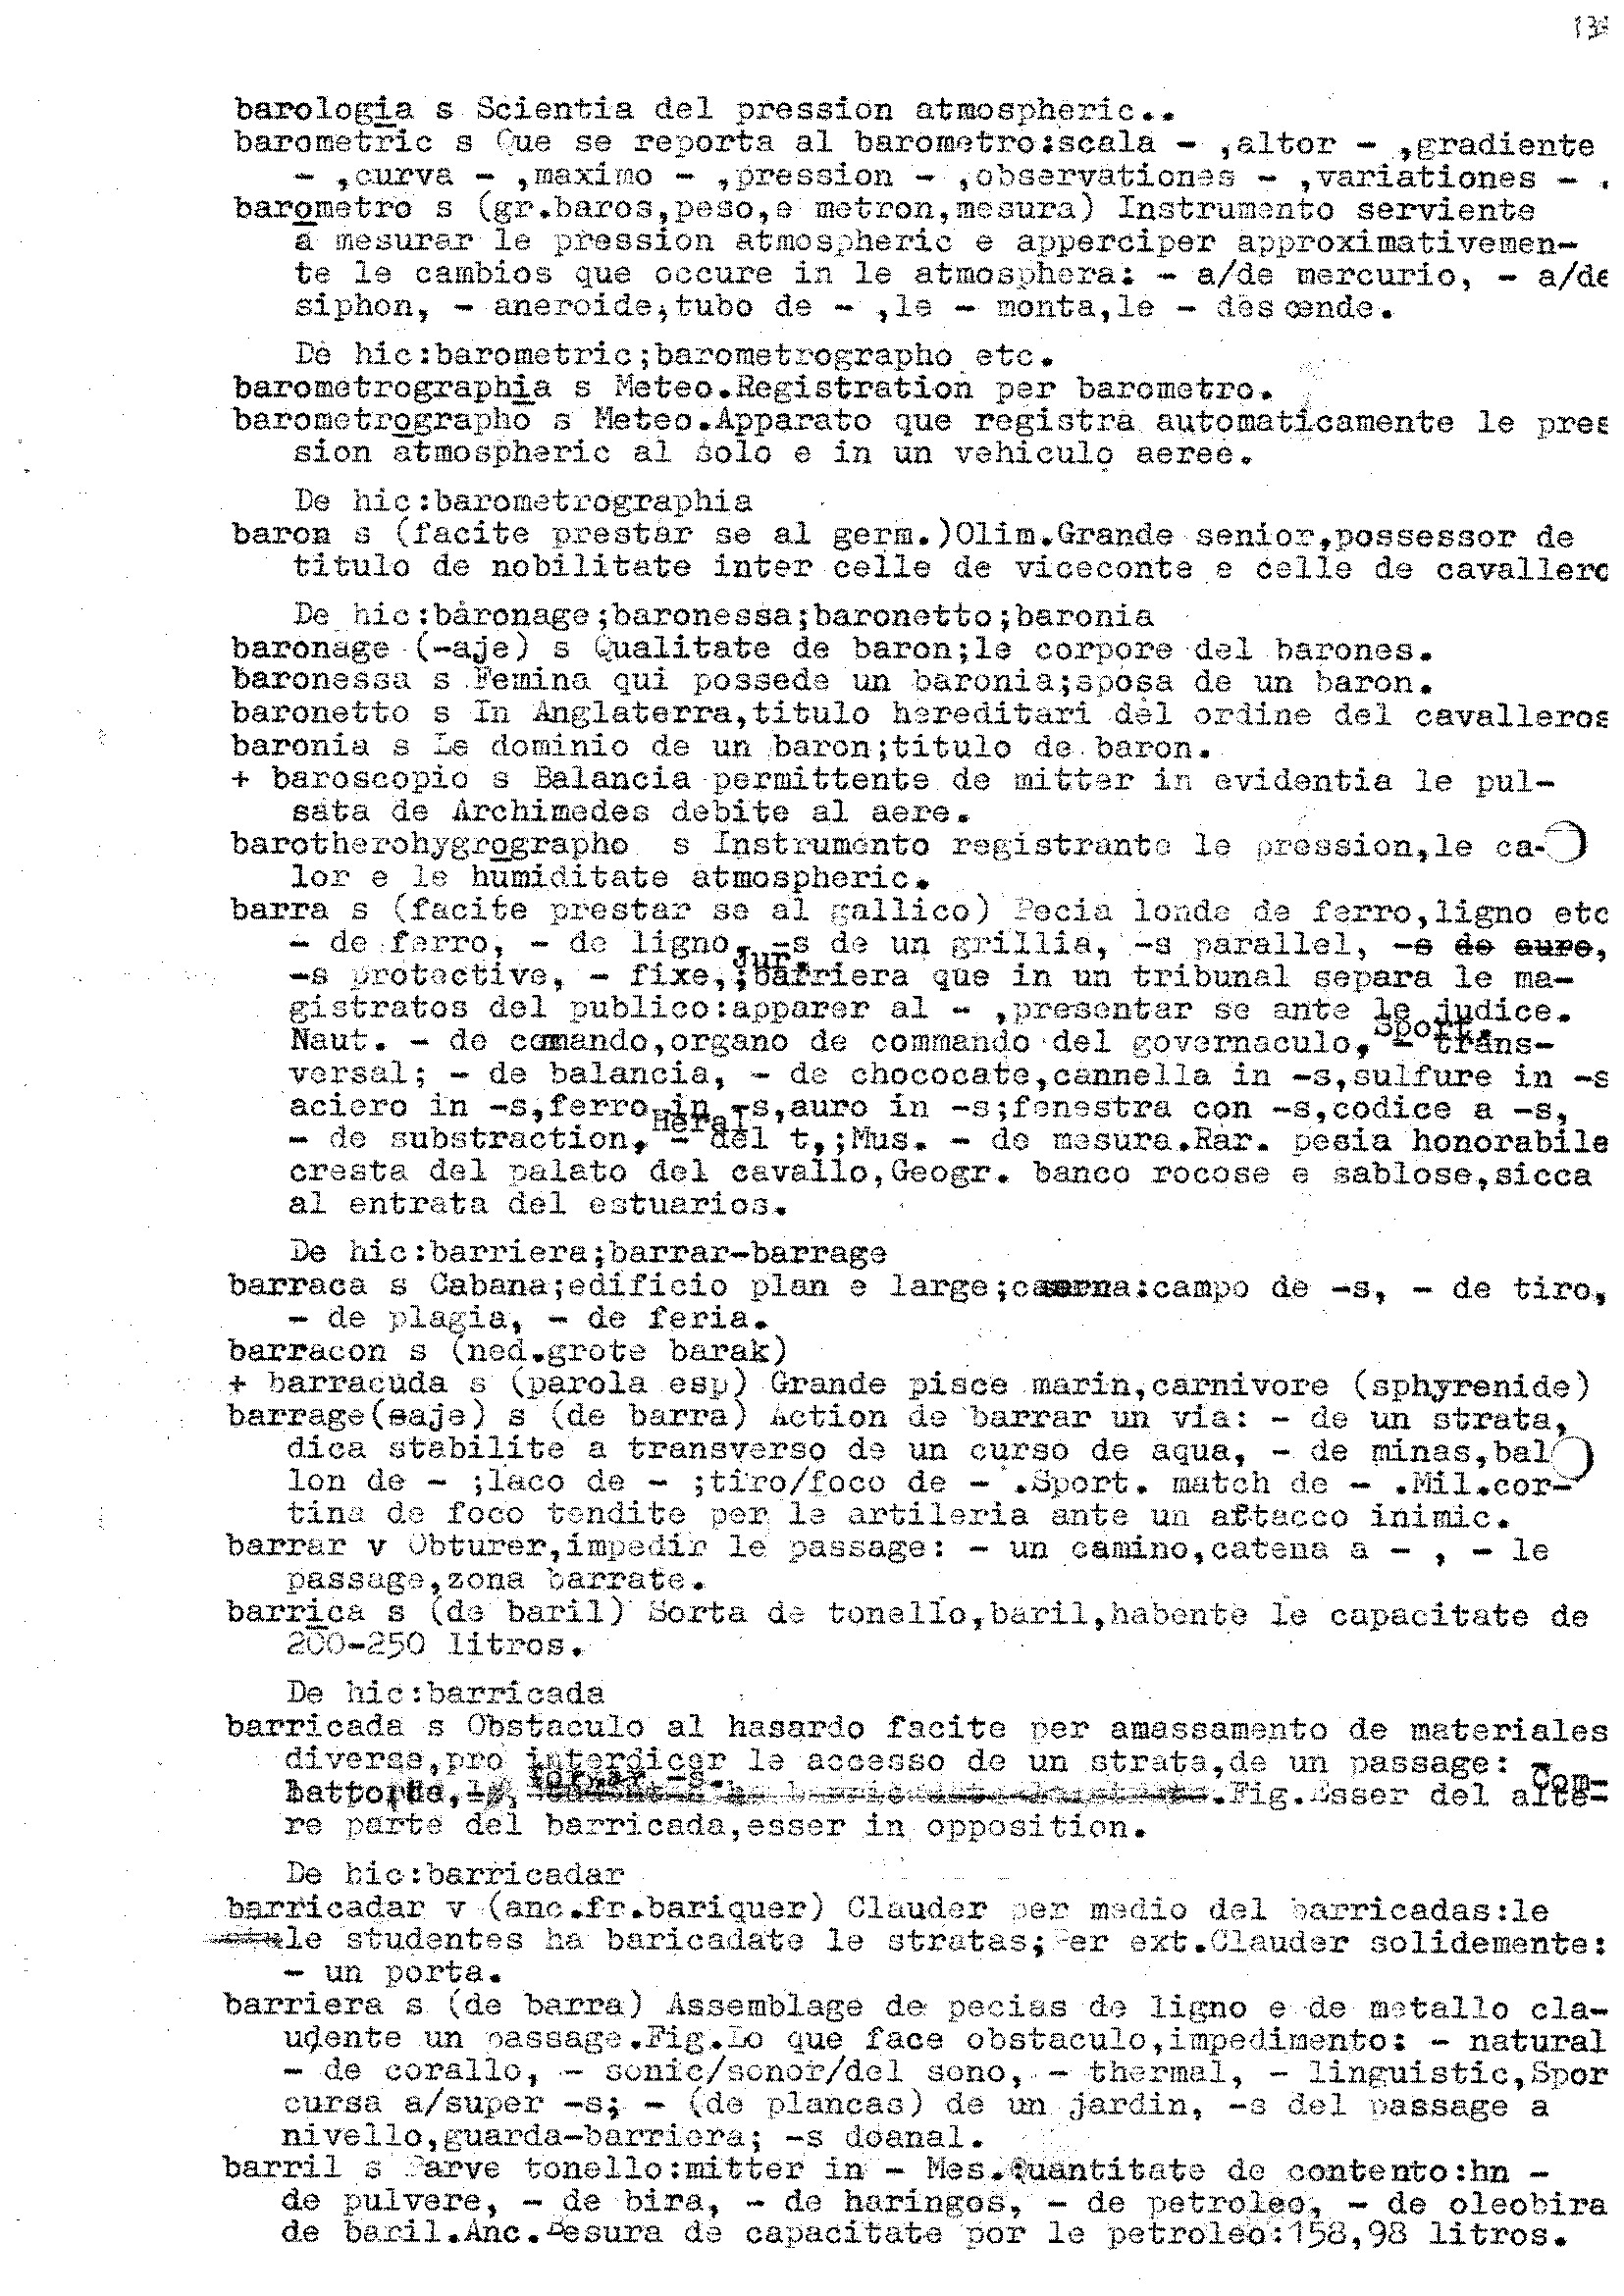 barologia s Scientia del pression atmospheric..
barometric s Que se reporta al barometro:scala - ,altor - ,gradiente
- ,curva - ,maximo - ,pression - ,observationes - ,variationes - .
barometro s (gr.baros,peso,e metron,mesura) Instrumento serviente
a mesurar le pression atmospheric e apperciper approximativemen-
te le cambios que occure in le atmosphera: - a/de mercurio, - a/de
siphon, - aneroide,tubo de - ,le - monta,le - descende.
De hic:barometric;barometrographo etc.
barometrographia s Meteo.Registration per barometro.
barometrographo s Meteo.Apparato que registra automaticamente le pres
sion atmospheric al solo e in un vehiculo aeree.
De hic:barometrographia
baron s (facite prestar se al germ.)Olim.Grande senior,possessor de
titulo de nobilitate inter celle de viceconte e celle de cavallero
De hic:baronage;baronessa;baronetto;baronia
baronage (-aje) s Qualitate de baron;le corpore del barones.
baronessa s Femina qui possede un baronia;sposa de un baron.
baronetto s In Anglaterra,titulo hereditari del ordine del cavalleros
baronia s Le dominio de un baron;titulo de baron.
+ baroscopio s Balancia permittente de mitter in evidentia le pul-
sata de Archimedes debite al aere.
barotherohygrographo s Instrumento registrante le pression,le ca-
lor e le humiditate atmospheric.
barra s (facite prestar se al gallico) Pecia londe de ferro,ligno etc
- de ferro, - de ligno, -s de un grillia, -s parallel, -s de auro,
-s protective, - fixe, Jur. ;barriera que in un tribunal separa le ma-
gistratos del publico:apparer al - ,presentar se ante le judice.
Naut. - de comando,organo de commando del governaculo, Sport. - trans-
versal; - de balancia, - de chococate,cannella in -s,sulfure in -s
aciero in -s,ferro in -s,auro in -s;fenestra con -s,codice a -s,
- de substraction, - del t,;Mus. - de mesura.Rar. Heral. pesia honorabile
cresta del palato del cavallo,Geogr. banco rocose e sablose,sicca
al entrata del estuarios.
De hic:barriera;barrar-barrage
barraca s Cabana;edificio plan e large;caserna:campo de -s, - de tiro,
- de plagia, - de feria.
barracon s (ned.grote barak)
+ barracuda s (parola esp) Grande pisce marin,carnivore (sphyrenide)
barrage(eaje) s (de barra) Action de barrar un via: - de un strata,
dica stabilite a transverso de un curso de aqua, - de minas,bal
lon de - ;laco de - ;tiro/foco de - .Sport. match de - .Mil.cor-
tina de foco tendite per le artileria ante un attacco inimic.
barrar v Obturer,impedir le passage: - un camino,catena a - , - le
passage,zona barrate.
barrica s (de baril) Sorta de tonello,baril,habente le capacitate de
200-250 litros.
De hic:barricada
barricada s Obstaculo al hasardo facite per amassamento de materiales
diverse,pro interdicer le accesso de un strata,de un passage: -
formar -s. Com-
.Fig.Esser del alte-
re parte del barricada,esser in opposition.
De hic:barricadar
barricadar v (anc.fr.bariquer) Clauder per medio del barricadas:le
le studentes ha baricadate le stratas;Per ext.Clauder solidemente:
- un porta.
barriera s (de barra) Assemblage de pecias de ligno e de metallo cla-
udente un passage.Fig.Lo que face obstaculo,impedimento: - natural
- de corallo, - sonic/sonor/del sono, - thermal, - linguistic,Spor
cursa a/super -s; - (de plancas) de un jardin, -s del passage a
nivello,guarda-barriera; -s doanal.
barril s Parve tonello:mitter in - Mes.Quantitate de contento:hn -
de pulvere, - de bira, - de haringos, - de petroleo, - de oleobira
de baril.Anc.Mesura de capacitate por le petroleo:158,98 litros.